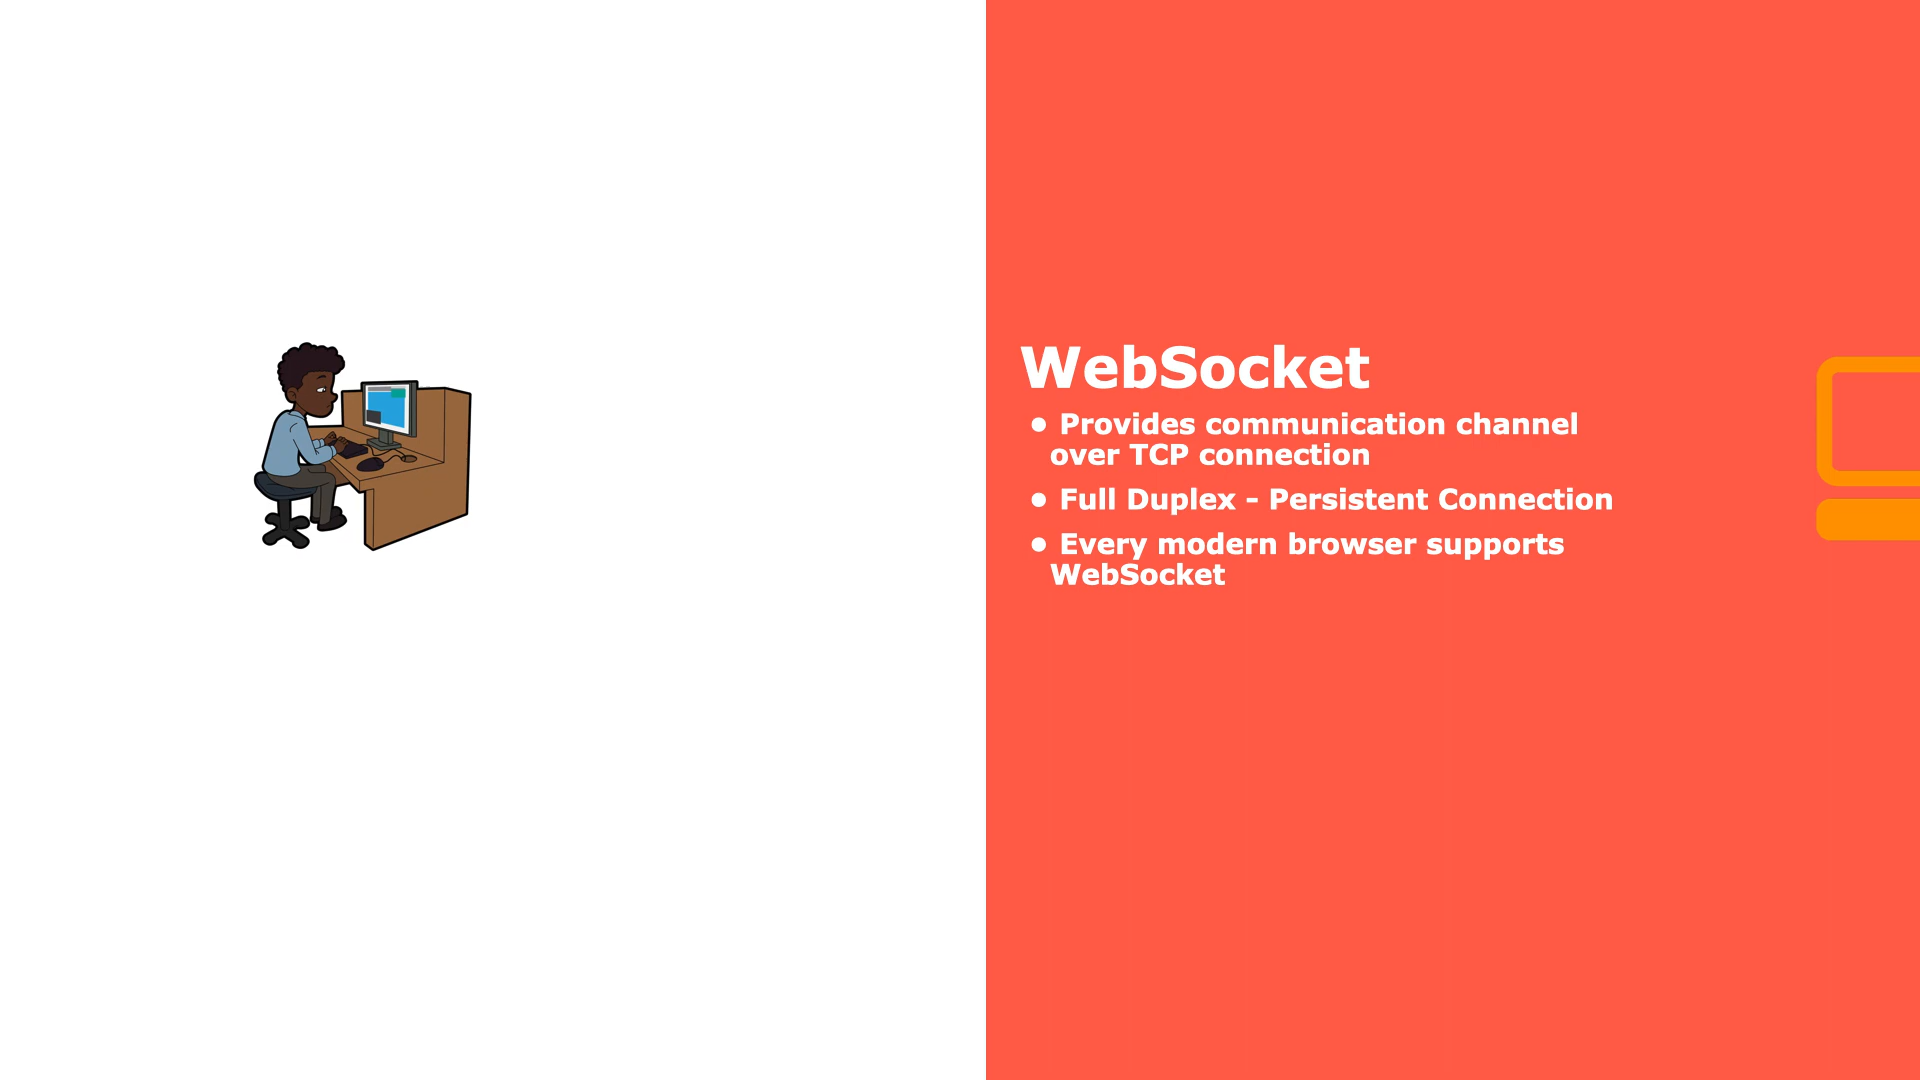 WebSocket
• Provides communication channel
over TCP connection
• Full Duplex - Persistent Connection
• Every modern browser supports
WebSocket